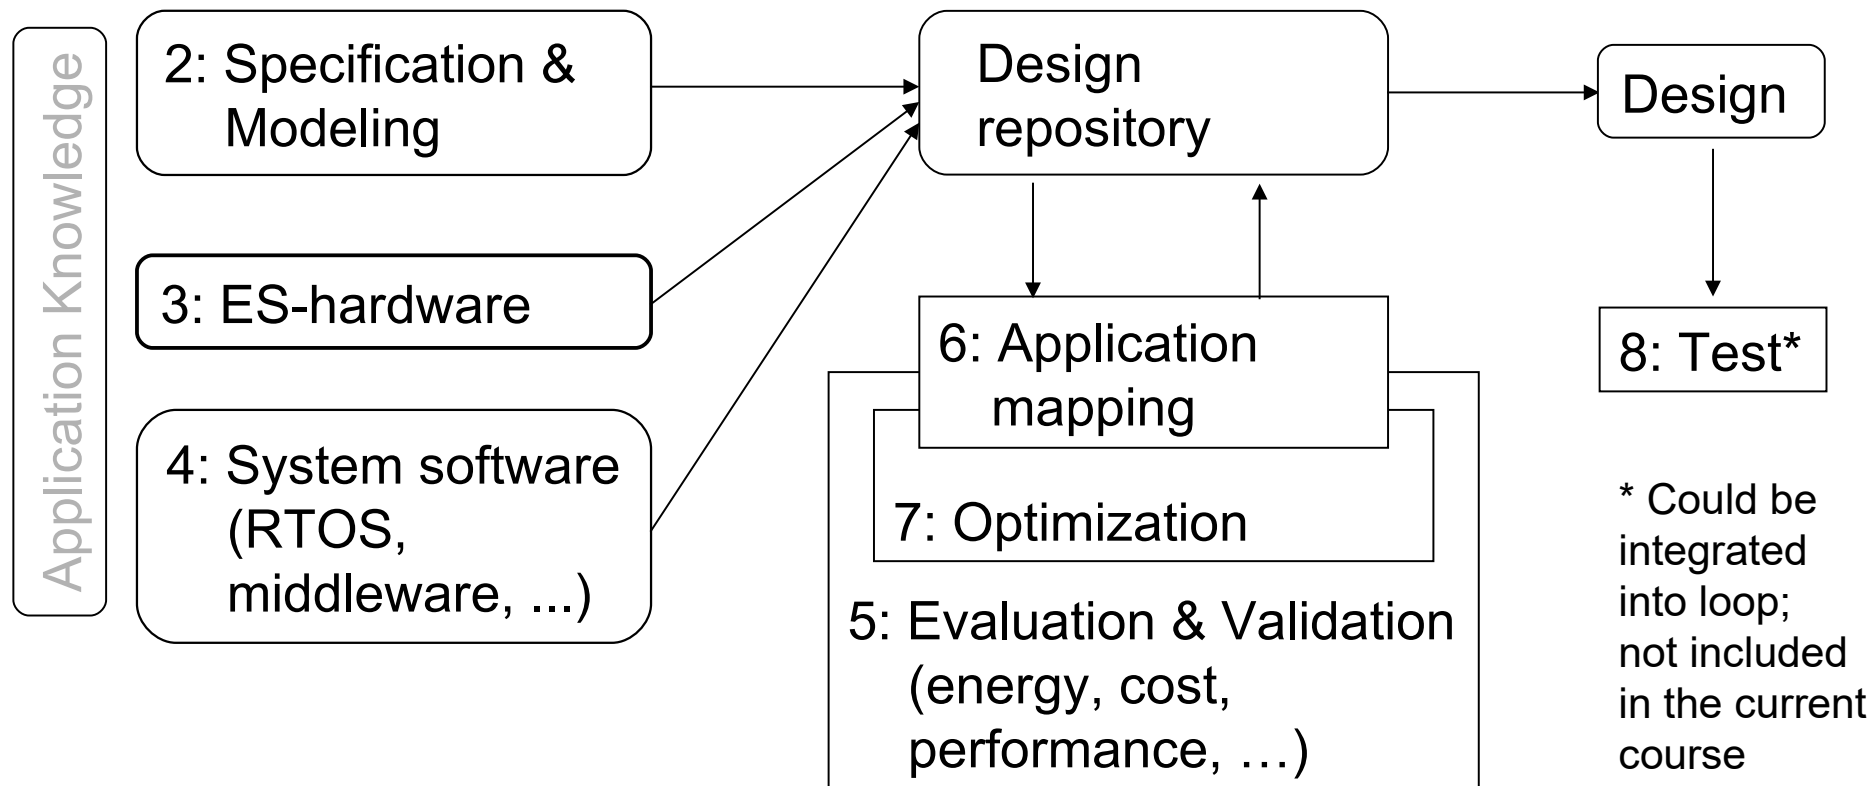 Application Knowledge
2: Specification &
Modeling
3: ES-hardware
4: System software
(RTOS,
middleware, ...)
Design
repository
6: Application
mapping
7: Optimization
5: Evaluation & Validation
(energy, cost,
performance, …)
Design
8: Test*
* Could be
integrated
into loop;
not included
in the current
course